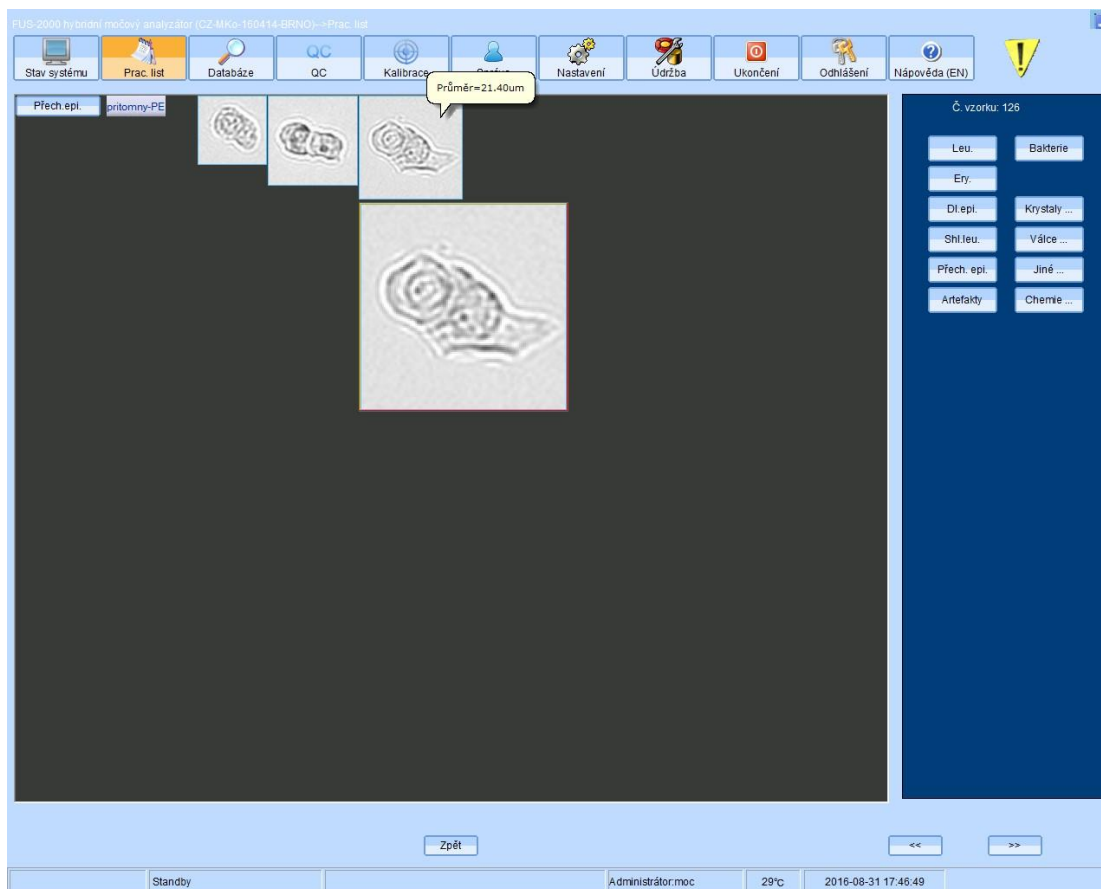 FUS-2000 hybridní močový analyzátor (CZ-MKo-160414-BRNO)-->Prac. list
Stav systému
Prac. list
Databáze
QC
QC
Kalibrace
Nastavení
Údržba
Ukončení
Odhlášení
Nápověda (EN)
Průměr=21.40um
Přech.epi.
pritomny-PE
Č. vzorku: 126
Leu.
Bakterie
Ery.
Dl.epi.
Krystaly ...
Shl.leu.
Válce ...
Přech. epi.
Jiné ...
Artefakty
Chemie ...
Zpět
<<
>>
Standby
Administrátor:moc
29°C
2016-08-31 17:46:49